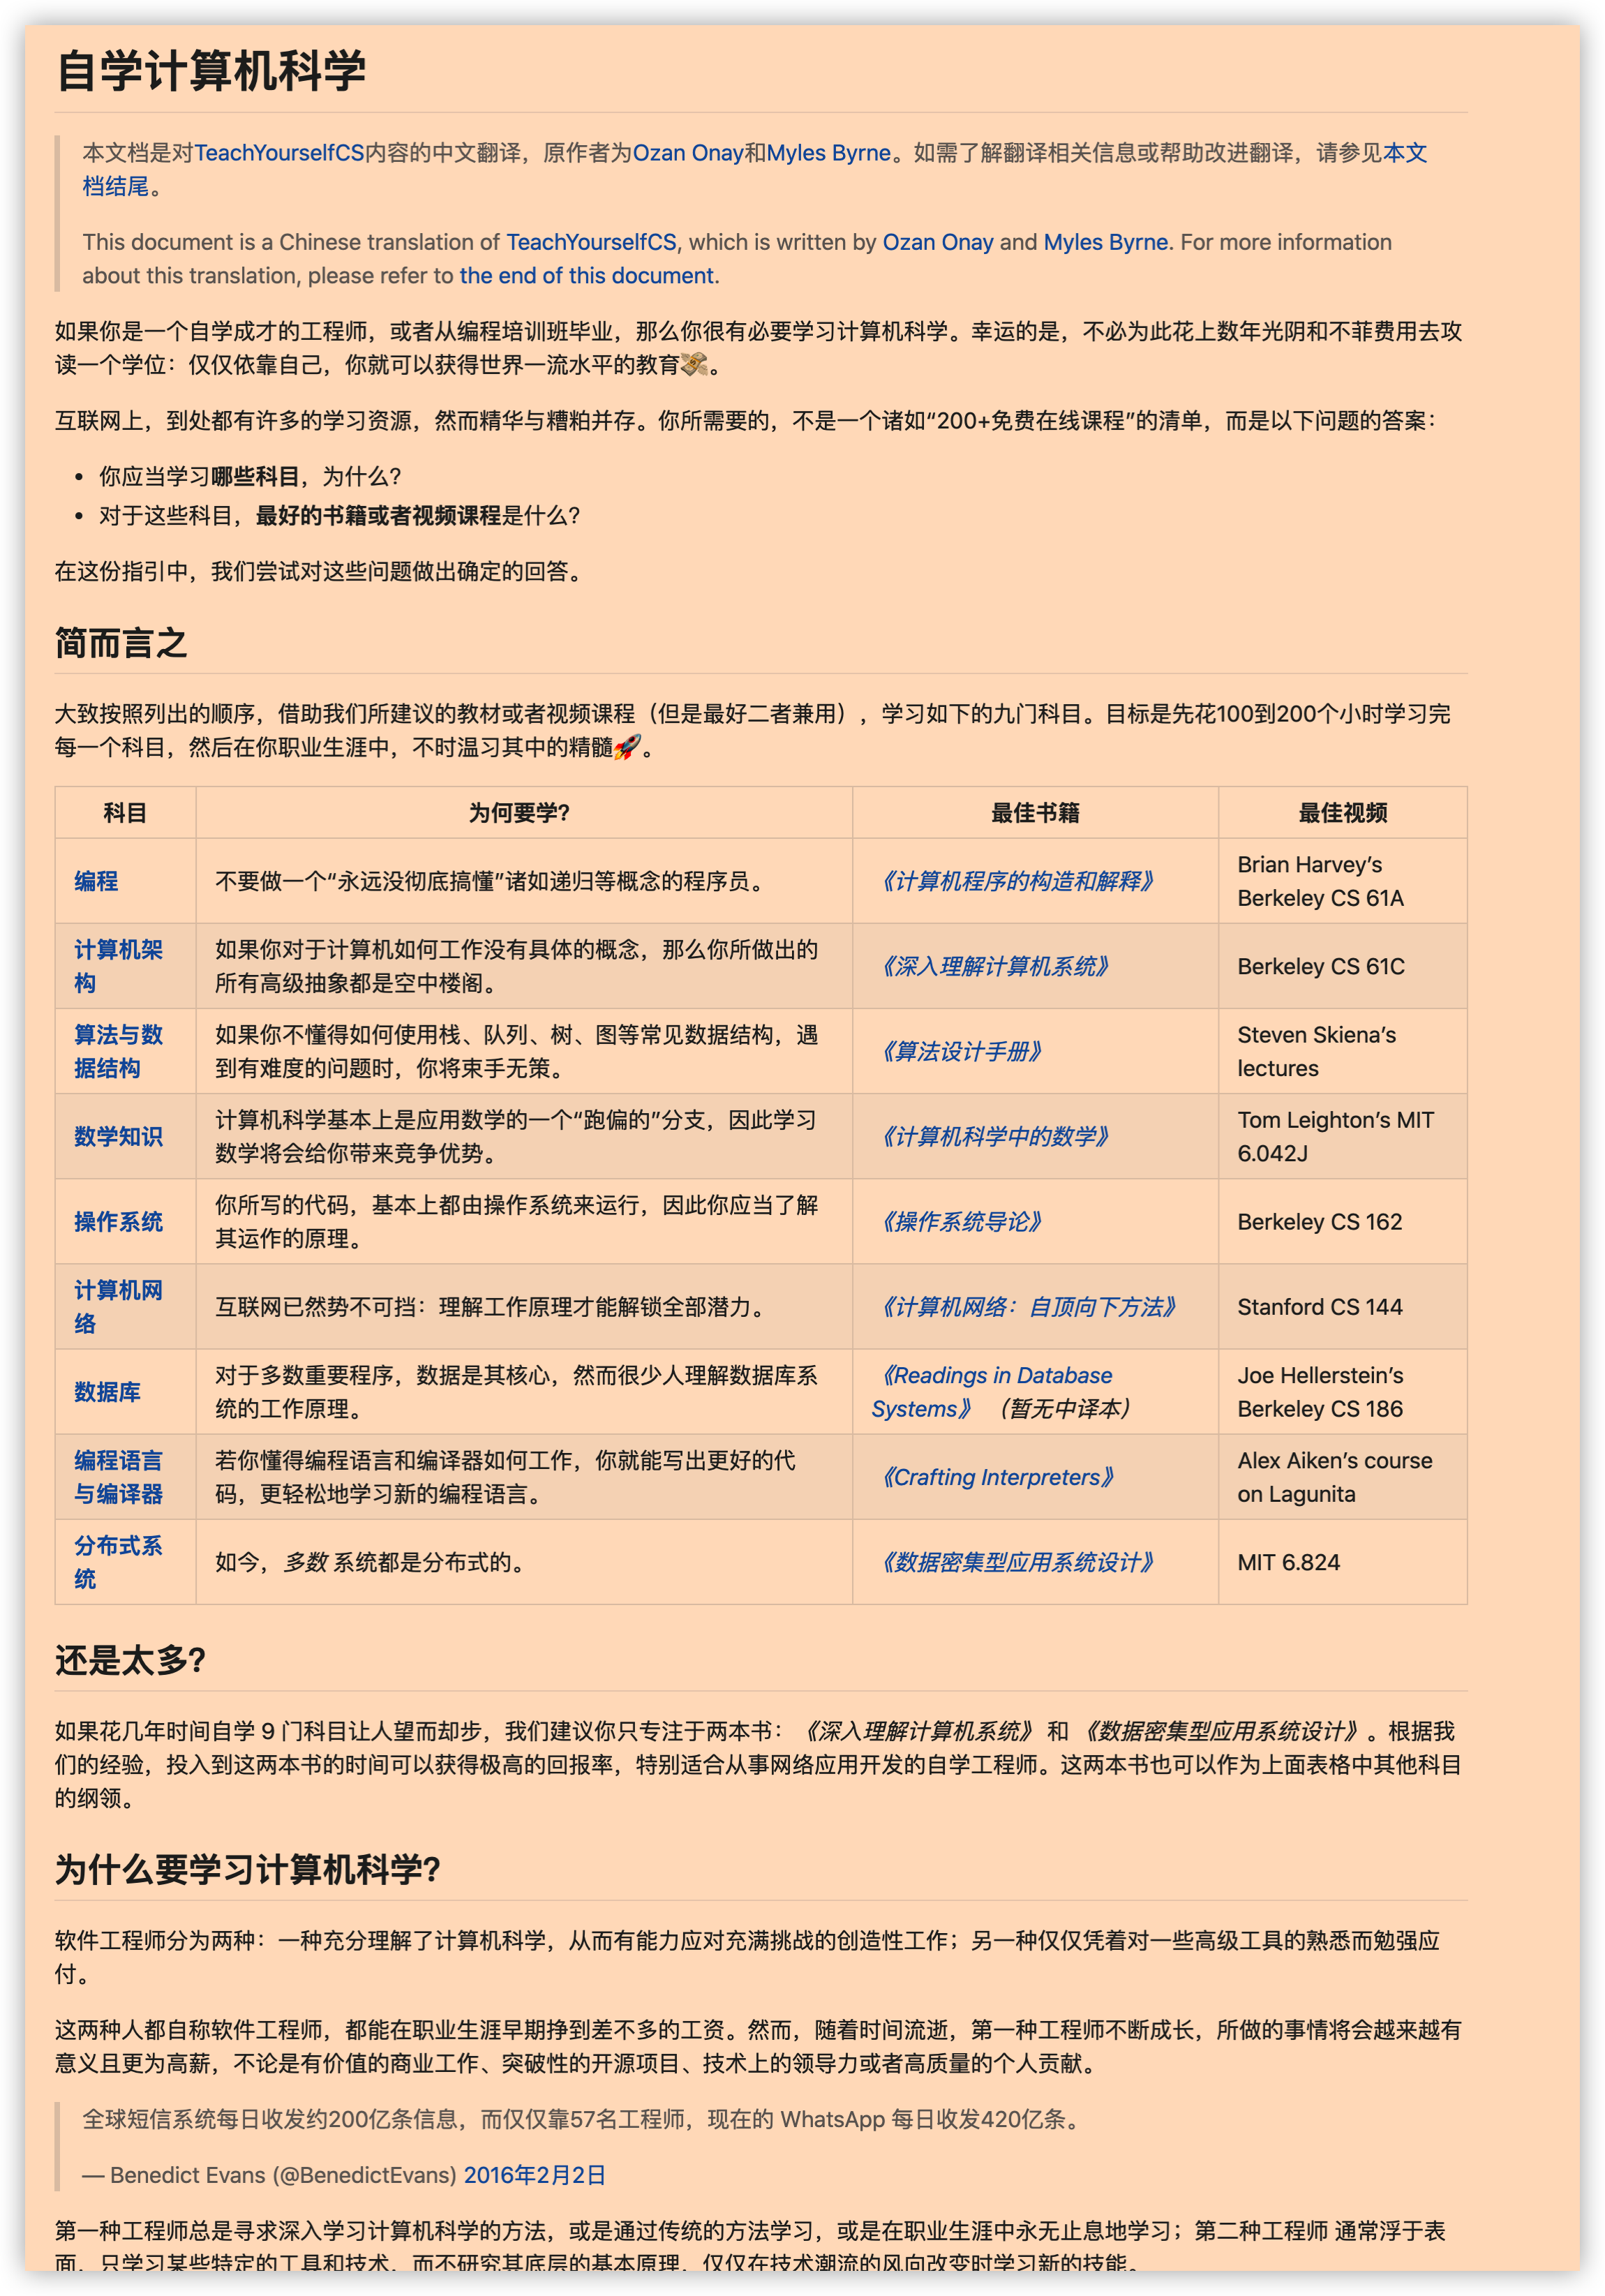 自学计算机科学
本文档是对TeachYourselfCS内容的中文翻译，原作者为Ozan Onay和Myles Byrne。如需了解翻译相关信息或帮助改进翻译，请参见本文
档结尾。
This document is a Chinese translation of TeachYourselfCS, which is written by Ozan Onay and Myles Byrne. For more information
about this translation, please refer to the end of this document.
如果你是一个自学成才的工程师，或者从编程培训班毕业，那么你很有必要学习计算机科学。幸运的是，不必为此花上数年光阴和不菲费用去攻
读一个学位：仅仅依靠自己，你就可以获得世界一流水平的教育💸。
互联网上，到处都有许多的学习资源，然而精华与糟粕并存。你所需要的，不是一个诸如“200+免费在线课程”的清单，而是以下问题的答案：
• 你应当学习哪些科目，为什么？
• 对于这些科目，最好的书籍或者视频课程是什么？
在这份指引中，我们尝试对这些问题做出确定的回答。
简而言之
大致按照列出的顺序，借助我们所建议的教材或者视频课程（但是最好二者兼用），学习如下的九门科目。目标是先花100到200个小时学习完
每一个科目，然后在你职业生涯中，不时温习其中的精髓🚀。
科目 为何要学？ 最佳书籍 最佳视频
编程 不要做一个“永远没彻底搞懂”诸如递归等概念的程序员。 《计算机程序的构造和解释》 Brian Harvey’s
Berkeley CS 61A
计算机架
构 如果你对于计算机如何工作没有具体的概念，那么你所做出的
所有高级抽象都是空中楼阁。 《深入理解计算机系统》 Berkeley CS 61C
算法与数
据结构 如果你不懂得如何使用栈、队列、树、图等常见数据结构，遇
到有难度的问题时，你将束手无策。 《算法设计手册》 Steven Skiena’s
lectures
数学知识 计算机科学基本上是应用数学的一个“跑偏的”分支，因此学习
数学将会给你带来竞争优势。 《计算机科学中的数学》 Tom Leighton’s MIT
6.042J
操作系统 你所写的代码，基本上都由操作系统来运行，因此你应当了解
其运作的原理。 《操作系统导论》 Berkeley CS 162
计算机网
络 互联网已然势不可挡：理解工作原理才能解锁全部潜力。 《计算机网络：自顶向下方法》 Stanford CS 144
数据库 对于多数重要程序，数据是其核心，然而很少人理解数据库系
统的工作原理。 《Readings in Database
Systems》 （暂无中译本） Joe Hellerstein’s
Berkeley CS 186
编程语言
与编译器 若你懂得编程语言和编译器如何工作，你就能写出更好的代
码，更轻松地学习新的编程语言。 《Crafting Interpreters》 Alex Aiken’s course
on Lagunita
分布式系
统 如今，多数 系统都是分布式的。 《数据密集型应用系统设计》 MIT 6.824
还是太多？
如果花几年时间自学 9 门科目让人望而却步，我们建议你只专注于两本书：《深入理解计算机系统》 和 《数据密集型应用系统设计》。根据我
们的经验，投入到这两本书的时间可以获得极高的回报率，特别适合从事网络应用开发的自学工程师。这两本书也可以作为上面表格中其他科目
的纲领。
为什么要学习计算机科学？
软件工程师分为两种：一种充分理解了计算机科学，从而有能力应对充满挑战的创造性工作；另一种仅仅凭着对一些高级工具的熟悉而勉强应
付。
这两种人都自称软件工程师，都能在职业生涯早期挣到差不多的工资。然而，随着时间流逝，第一种工程师不断成长，所做的事情将会越来越有
意义且更为高薪，不论是有价值的商业工作、突破性的开源项目、技术上的领导力或者高质量的个人贡献。
全球短信系统每日收发约200亿条信息，而仅仅靠57名工程师，现在的 WhatsApp 每日收发420亿条。
— Benedict Evans (@BenedictEvans) 2016年2月2日
第一种工程师总是寻求深入学习计算机科学的方法，或是通过传统的方法学习，或是在职业生涯中永无止息地学习；第二种工程师 通常浮于表
面，只学习某些特定的工具和技术，而不研究其底层的基本原理，仅仅在技术潮流的风向改变时学习新的技能。